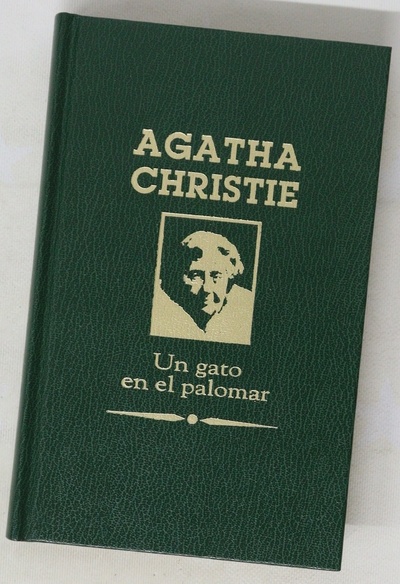 AGATHA
CHRISTIE
Un gato
en el palomar